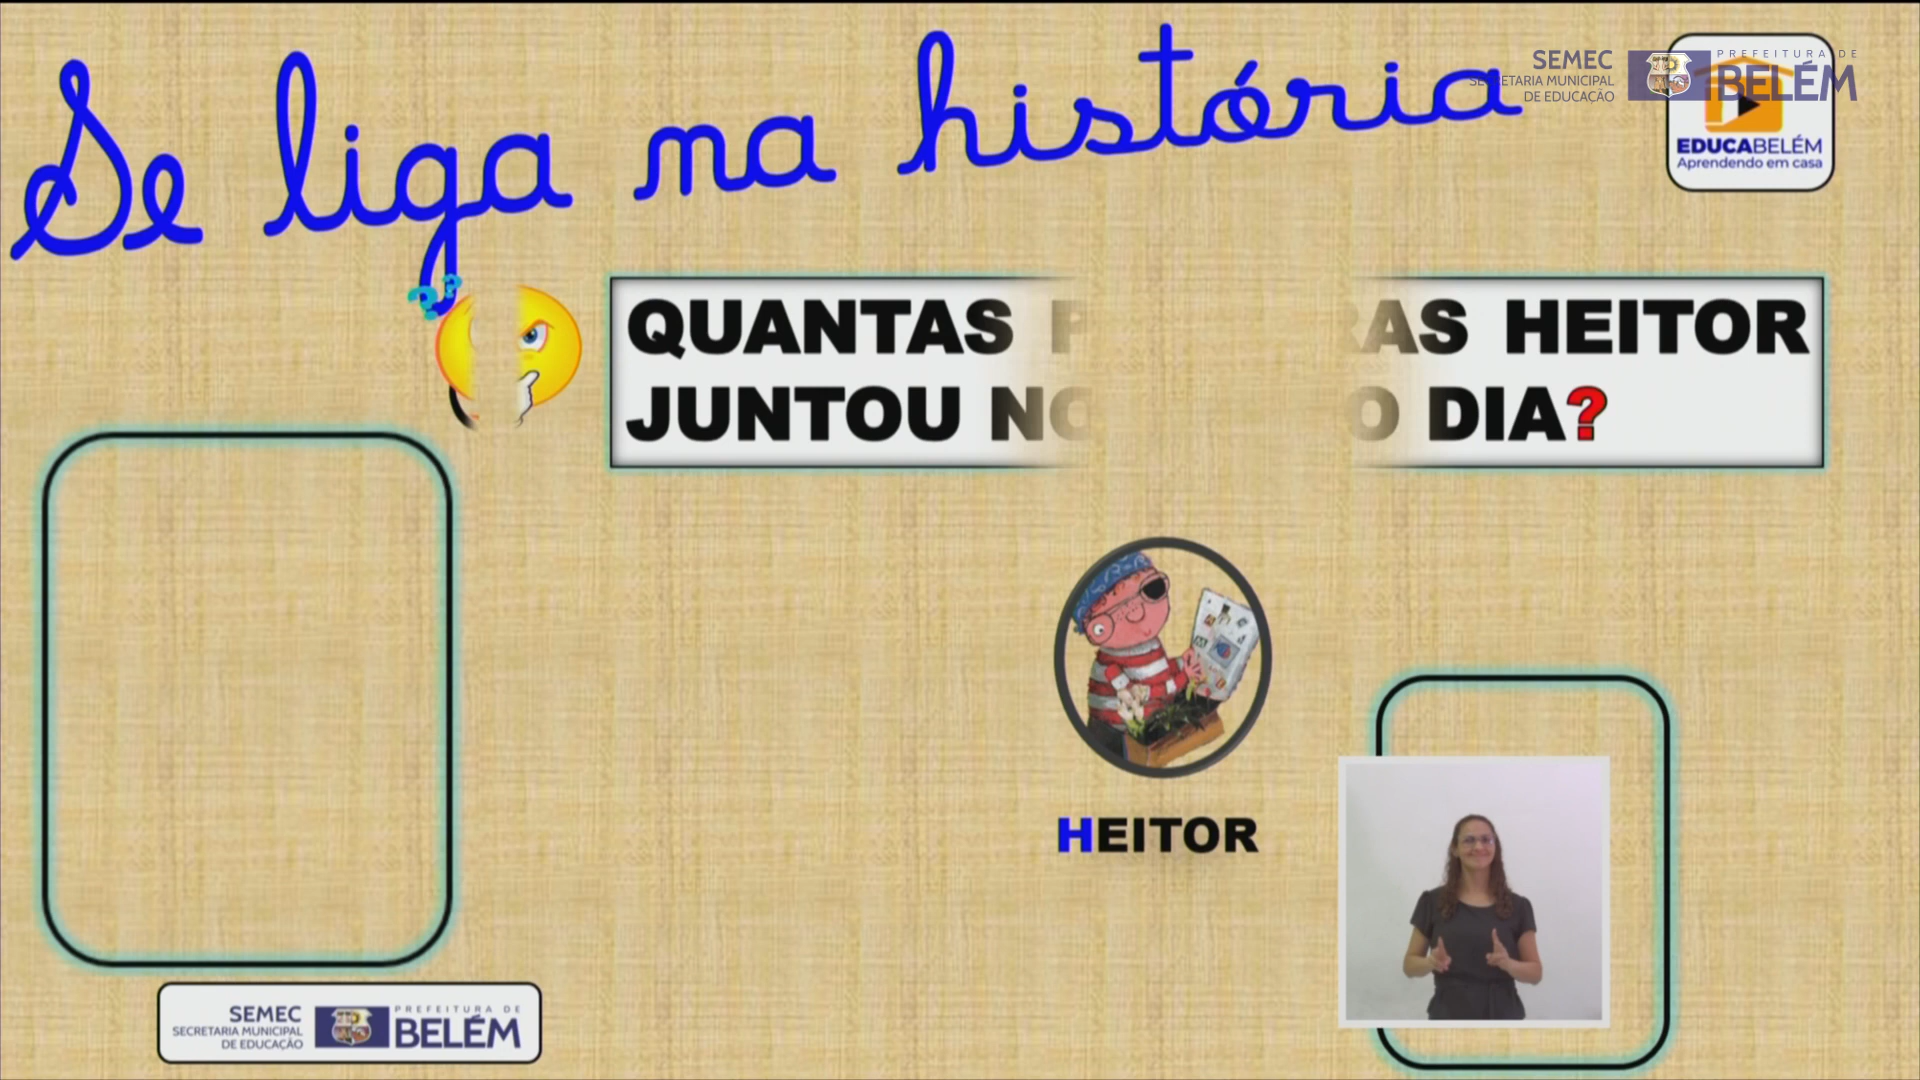 Se liga na história
SEMEC
SECRETARIA MUNICIPAL
DE EDUCAÇÃO
PREFEITURA DE
BELÉM
EDUCABELÉM
Aprendendo em casa
QUANTAS HEITOR
JUNTOU DIA?
HEITOR
SEMEC
SECRETARIA MUNICIPAL
DE EDUCAÇÃO
PREFEITURA DE
BELÉM